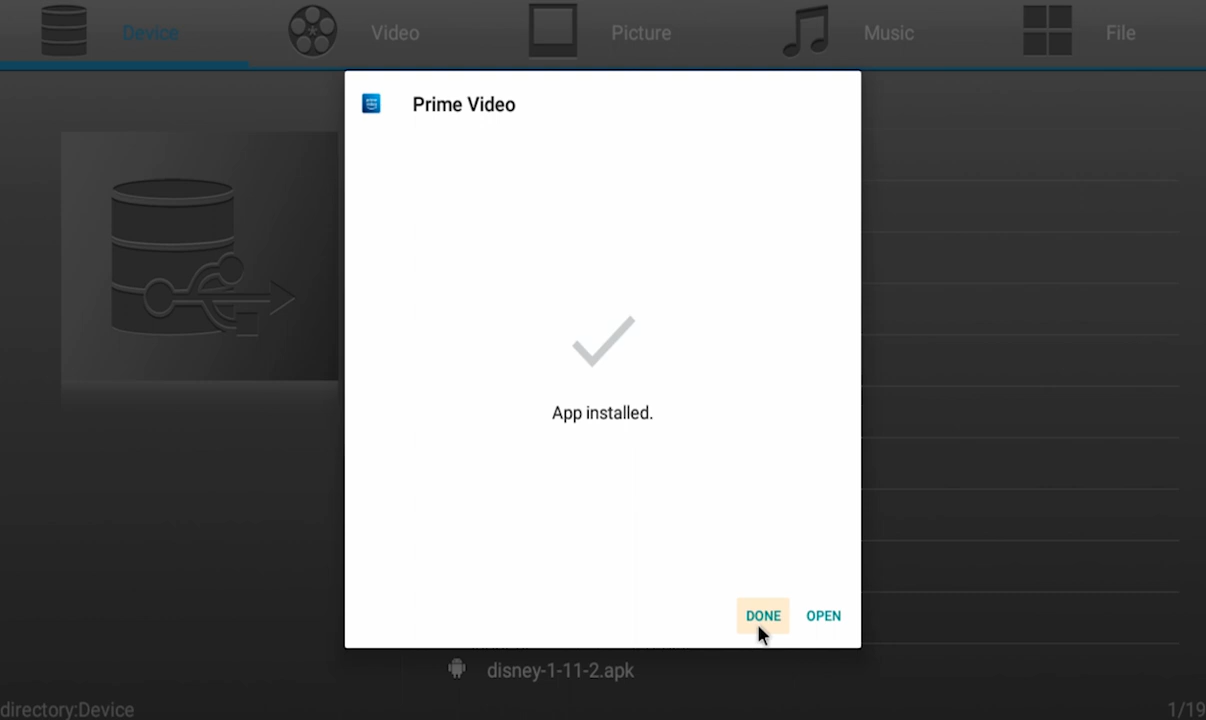 Device
Video
Picture
Music
File
Prime Video
App installed.
DONE
OPEN
disney-1-11-2.apk
directory:Device
1/19